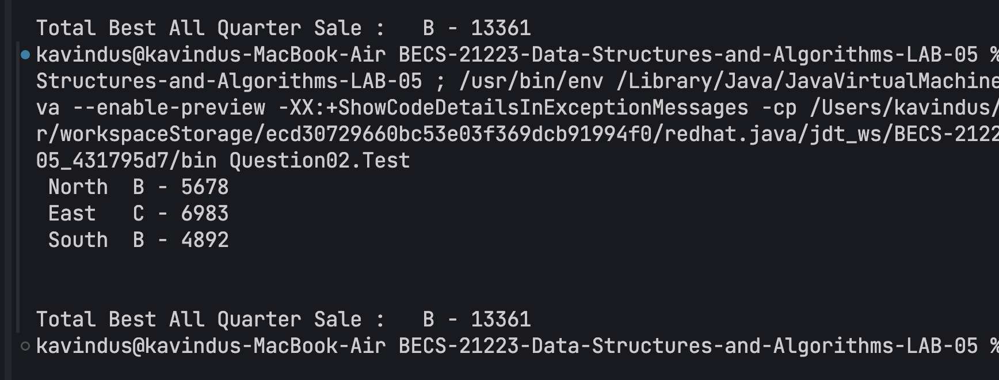 Total Best All Quarter Sale :   B - 13361
kavindus@kavindus-MacBook-Air BECS-21223-Data-Structures-and-Algorithms-LAB-05 %
Structures-and-Algorithms-LAB-05 ; /usr/bin/env /Library/Java/JavaVirtualMachine
va --enable-preview -XX:+ShowCodeDetailsInExceptionMessages -cp /Users/kavindus/
r/workspaceStorage/ecd30729660bc53e03f369dcb91994f0/redhat.java/jdt_ws/BECS-2122
05_431795d7/bin Question02.Test
 North  B - 5678
 East   C - 6983
 South  B - 4892
Total Best All Quarter Sale :   B - 13361
kavindus@kavindus-MacBook-Air BECS-21223-Data-Structures-and-Algorithms-LAB-05 %